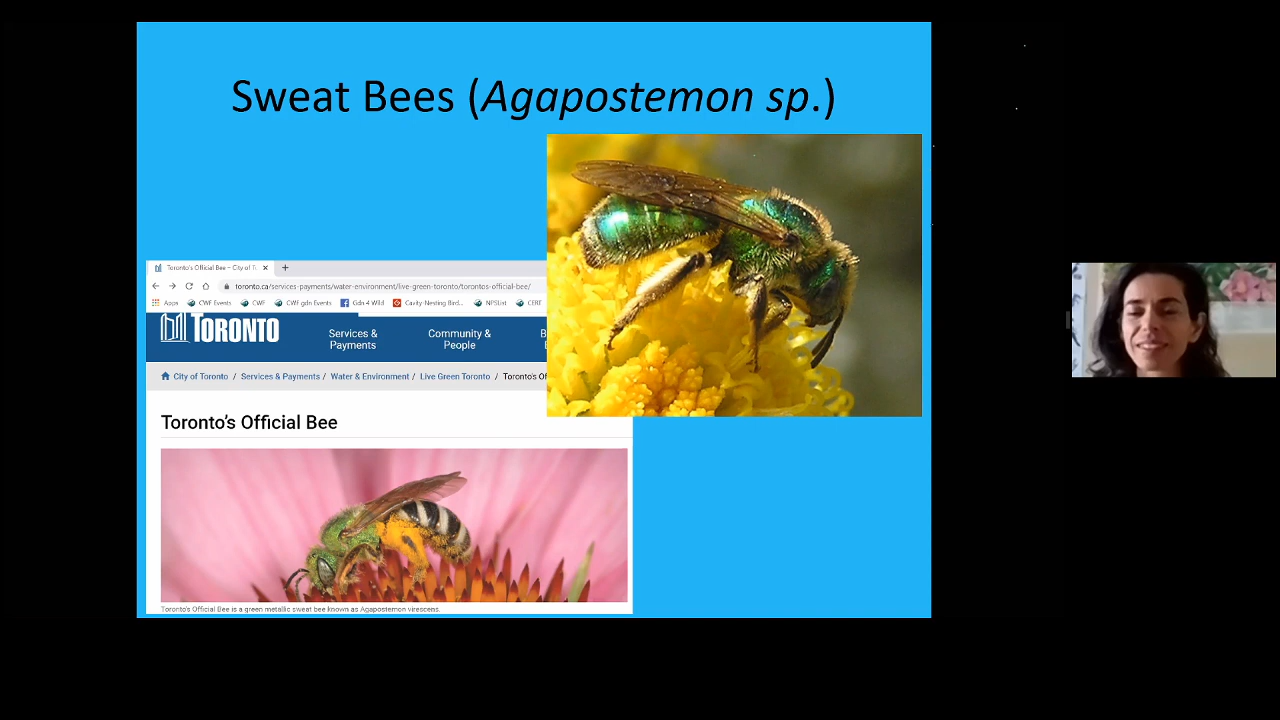 Sweat Bees (Agapostemon sp.)
Toronto's Official Bee – City of To
toronto.ca/services-payments/water-environment/live-green-toronto/torontos-official-bee/
Apps CWF Events CWF CWF gdn Events Gdn 4 Wild Cavity-Nesting Bird... NPSList CERT
TORONTO
Services & Payments
Community & People
B
City of Toronto / Services & Payments / Water & Environment / Live Green Toronto / Toronto's Of
Toronto's Official Bee
Toronto's Official Bee is a green metallic sweat bee known as Agapostemon virescens.